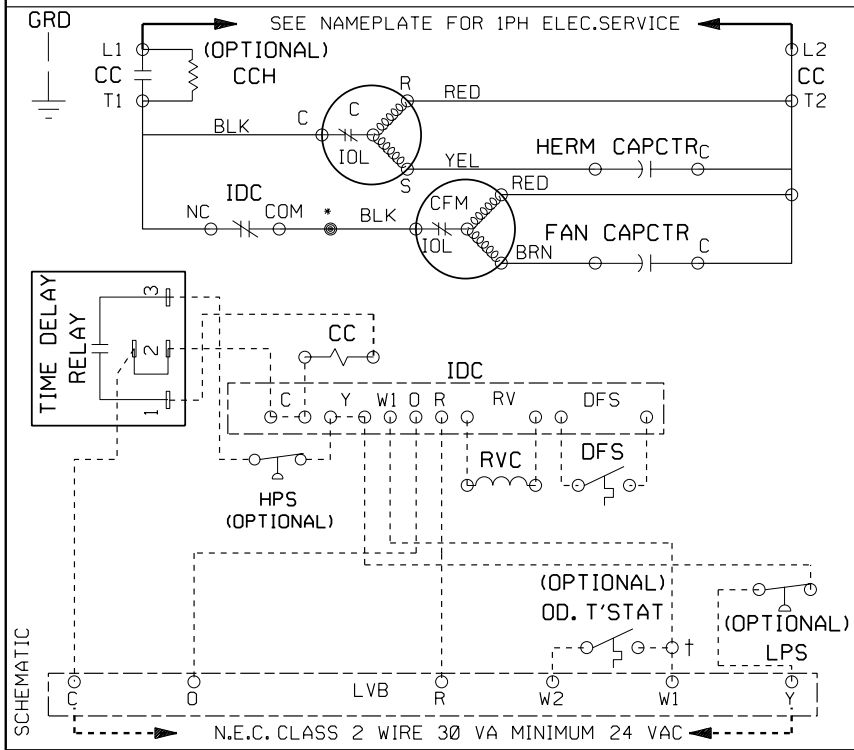 GRD
SEE NAMEPLATE FOR 1PH ELEC.SERVICE
L1
(OPTIONAL)
L2
CC
CCH
CC
T1
R
RED
T2
C
C
BLK
IOL
YEL
HERM CAPCTR
C
S
RED
IDC
NC
COM
*
BLK
CFM
IOL
FAN CAPCTR
C
BRN
TIME DELAY
RELAY
3
2
1
CC
IDC
C
Y
W1
O
R
RV
DFS
HPS
(OPTIONAL)
RVC
DFS
(OPTIONAL)
OD. T'STAT
†
(OPTIONAL)
LPS
SCHEMATIC
C
O
LVB
R
W2
W1
Y
N.E.C. CLASS 2 WIRE 30 VA MINIMUM 24 VAC